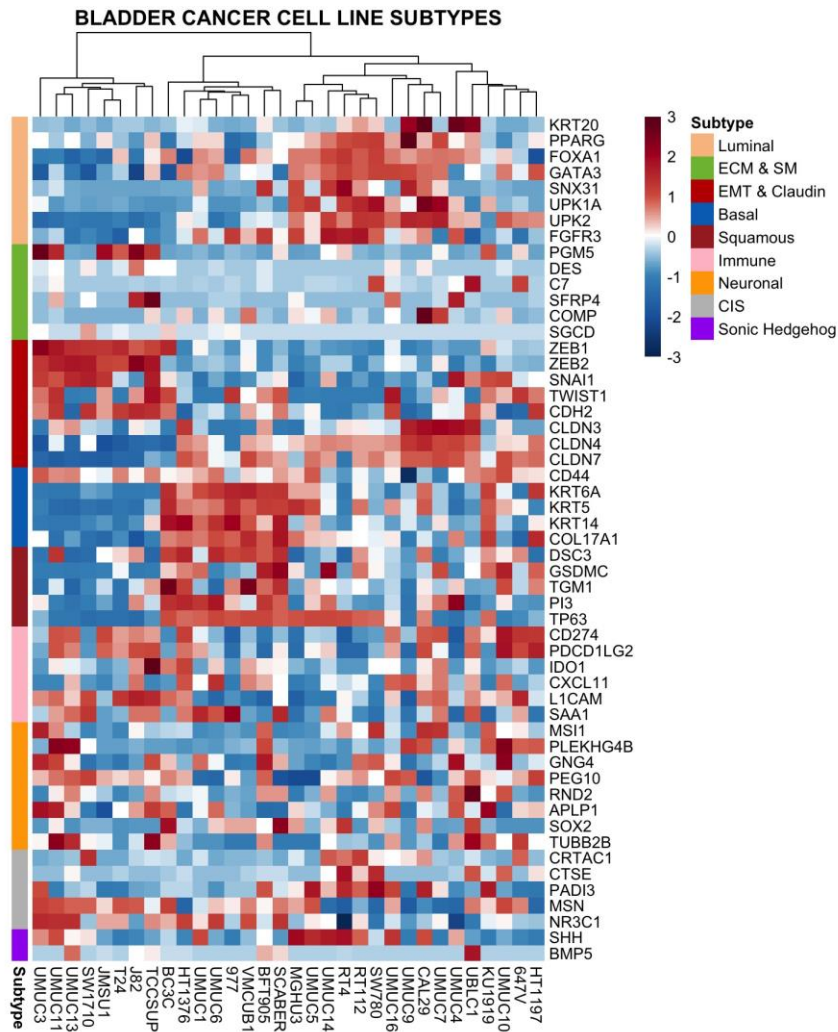 BLADDER CANCER CELL LINE SUBTYPES
KRT20
PPARG
FOXA1
GATA3
SNX31
UPK1A
UPK2
FGFR3
PGM5
DES
C7
SFRP4
COMP
SGCD
ZEB1
ZEB2
SNAI1
TWIST1
CDH2
CLDN3
CLDN4
CLDN7
CD44
KRT6A
KRT5
KRT14
COL17A1
DSC3
GSDMC
TGM1
PI3
TP63
CD274
PDCD1LG2
IDO1
CXCL11
L1CAM
SAA1
MSI1
PLEKHG4B
GNG4
PEG10
RND2
APLP1
SOX2
TUBB2B
CRTAC1
CTSE
PADI3
MSN
NR3C1
SHH
BMP5
3
2
1
0
-1
-2
-3
Subtype
Luminal
ECM & SM
EMT & Claudin
Basal
Squamous
Immune
Neuronal
CIS
Sonic Hedgehog
Subtype
UMUC3
UMUC11
UMUC13
SW1710
JMSU1
T24
J82
TCCSUP
BC3C
HT1376
UMUC1
UMUC6
977
VMCUB1
BFT905
SCABER
MGHU3
UMUC5
UMUC14
RT4
RT112
SW780
UMUC16
UMUC9
CAL29
UMUC7
UMUC4
UBLC1
KU1919
UMUC10
647V
HT1197